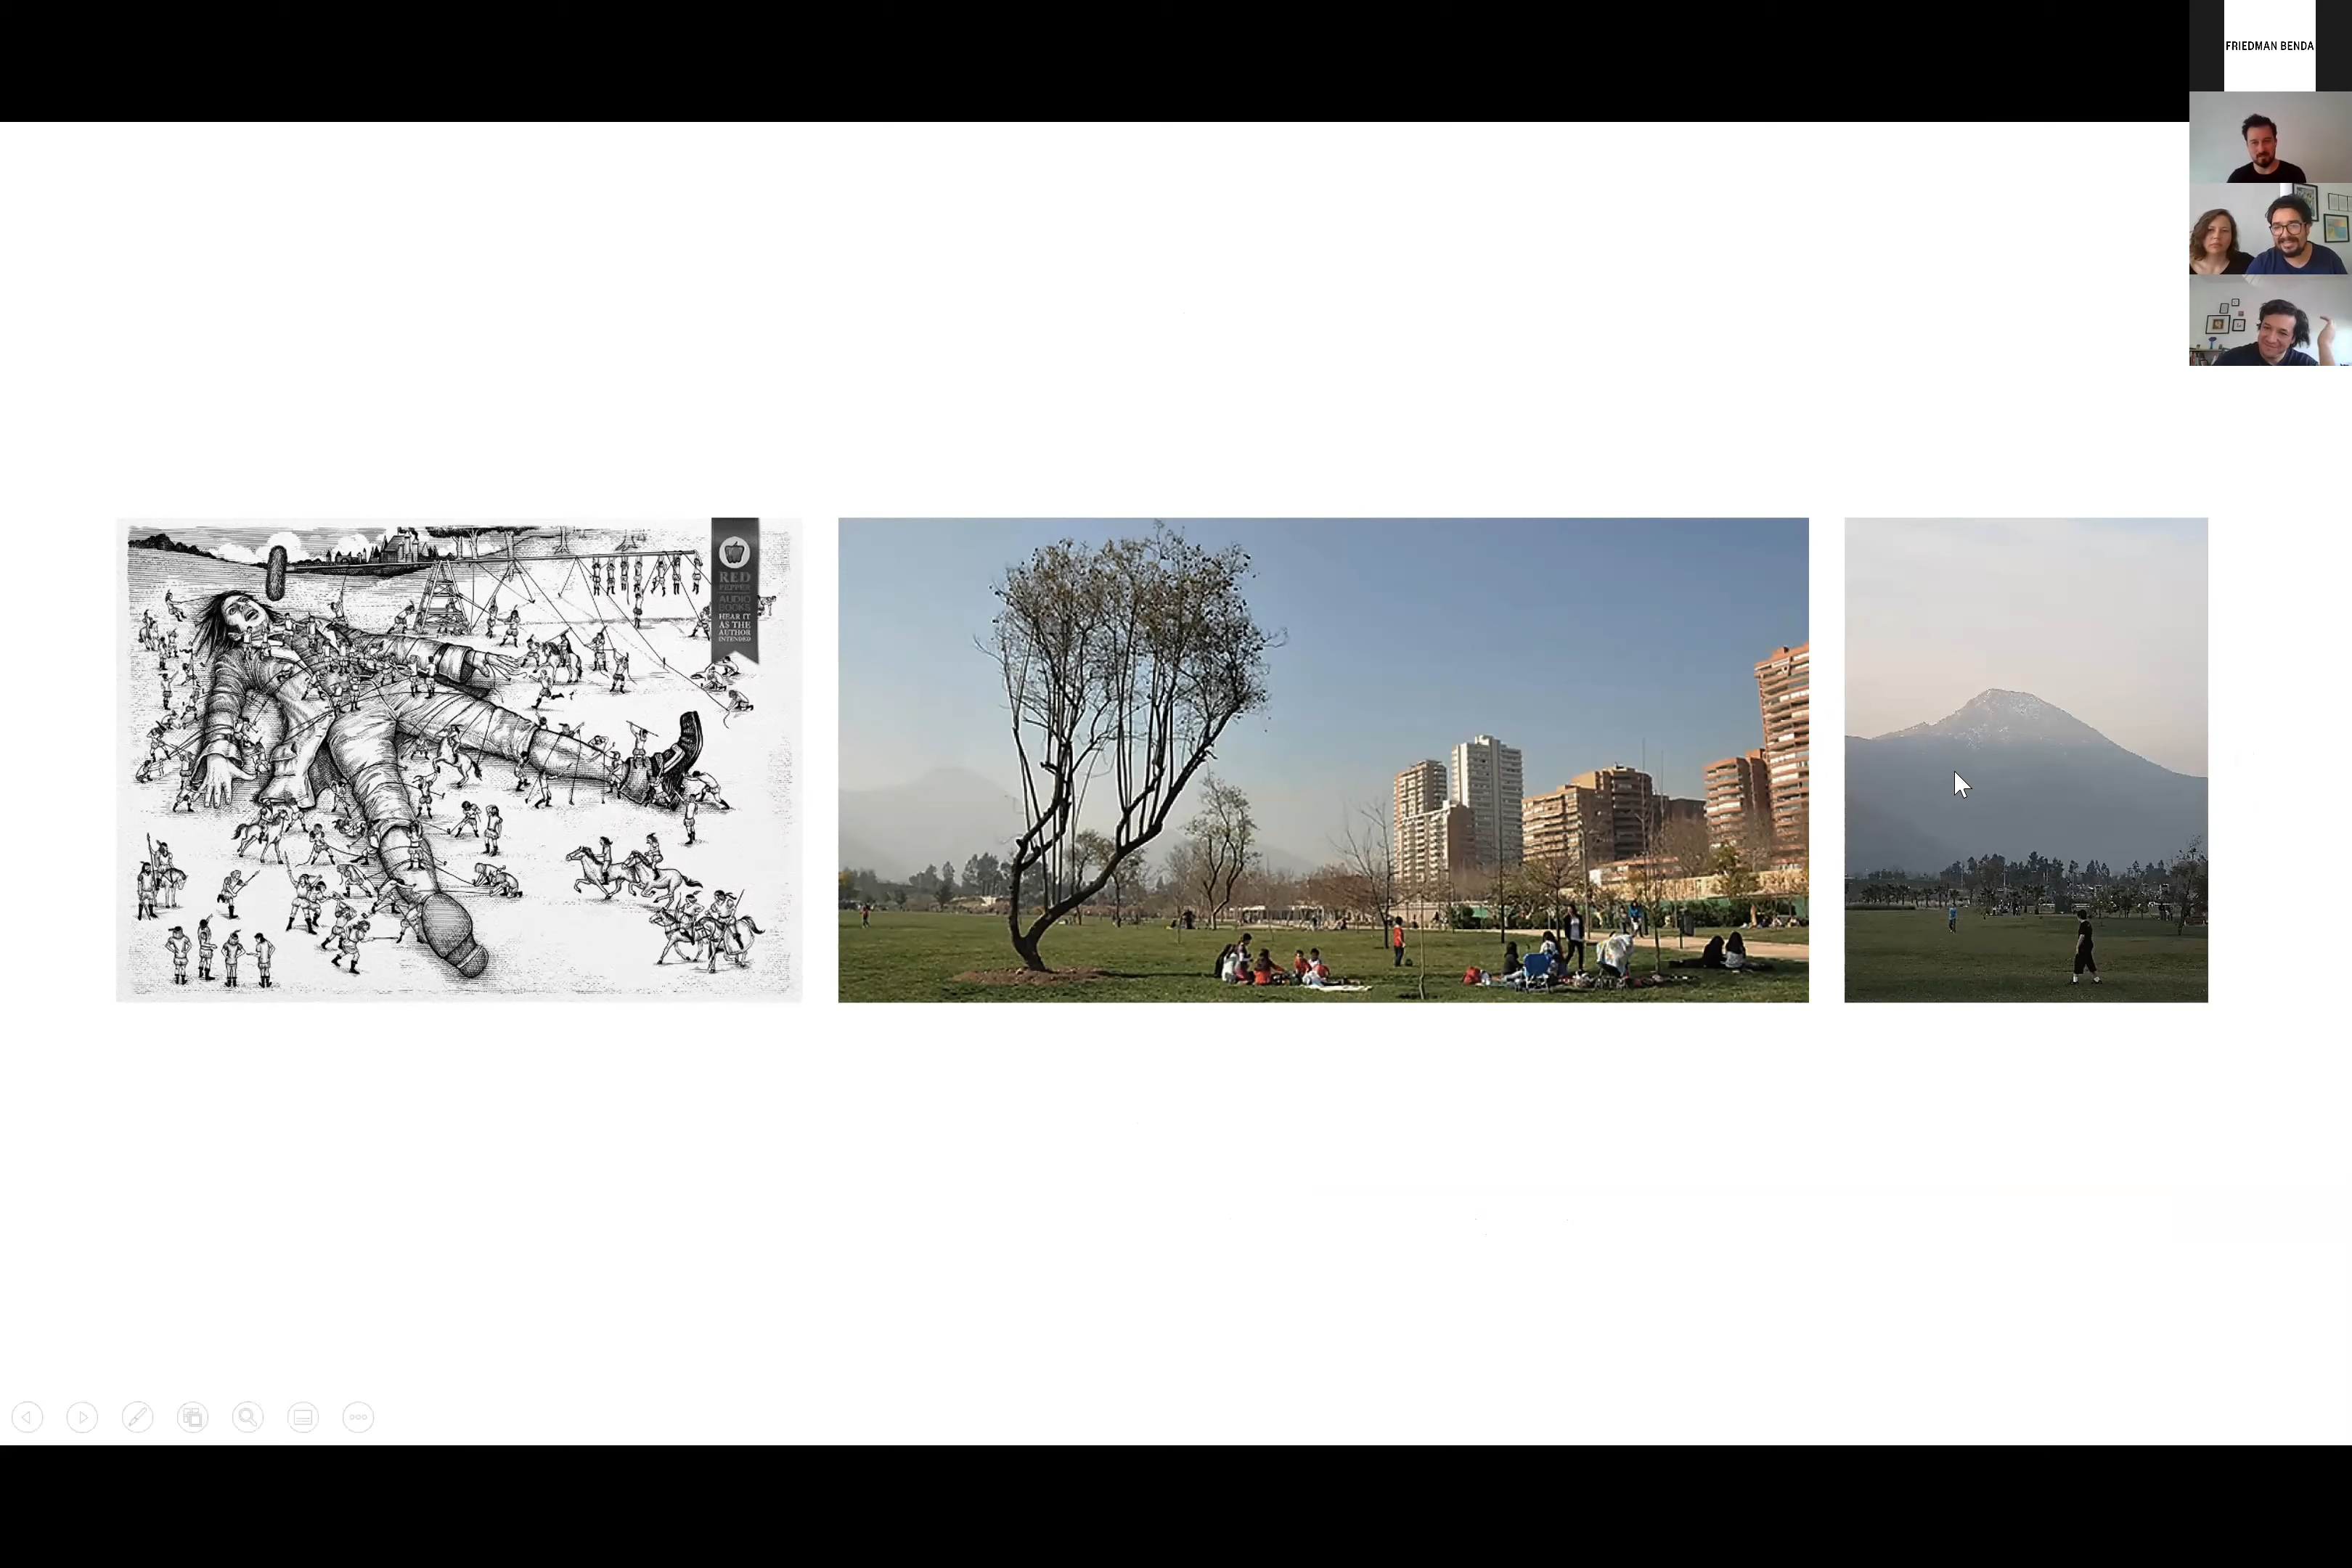 FRIEDMAN BENDA
RED
PEPPER
AUDIO
BOOKS
HEAR IT
AS THE
AUTHOR
INTENDED